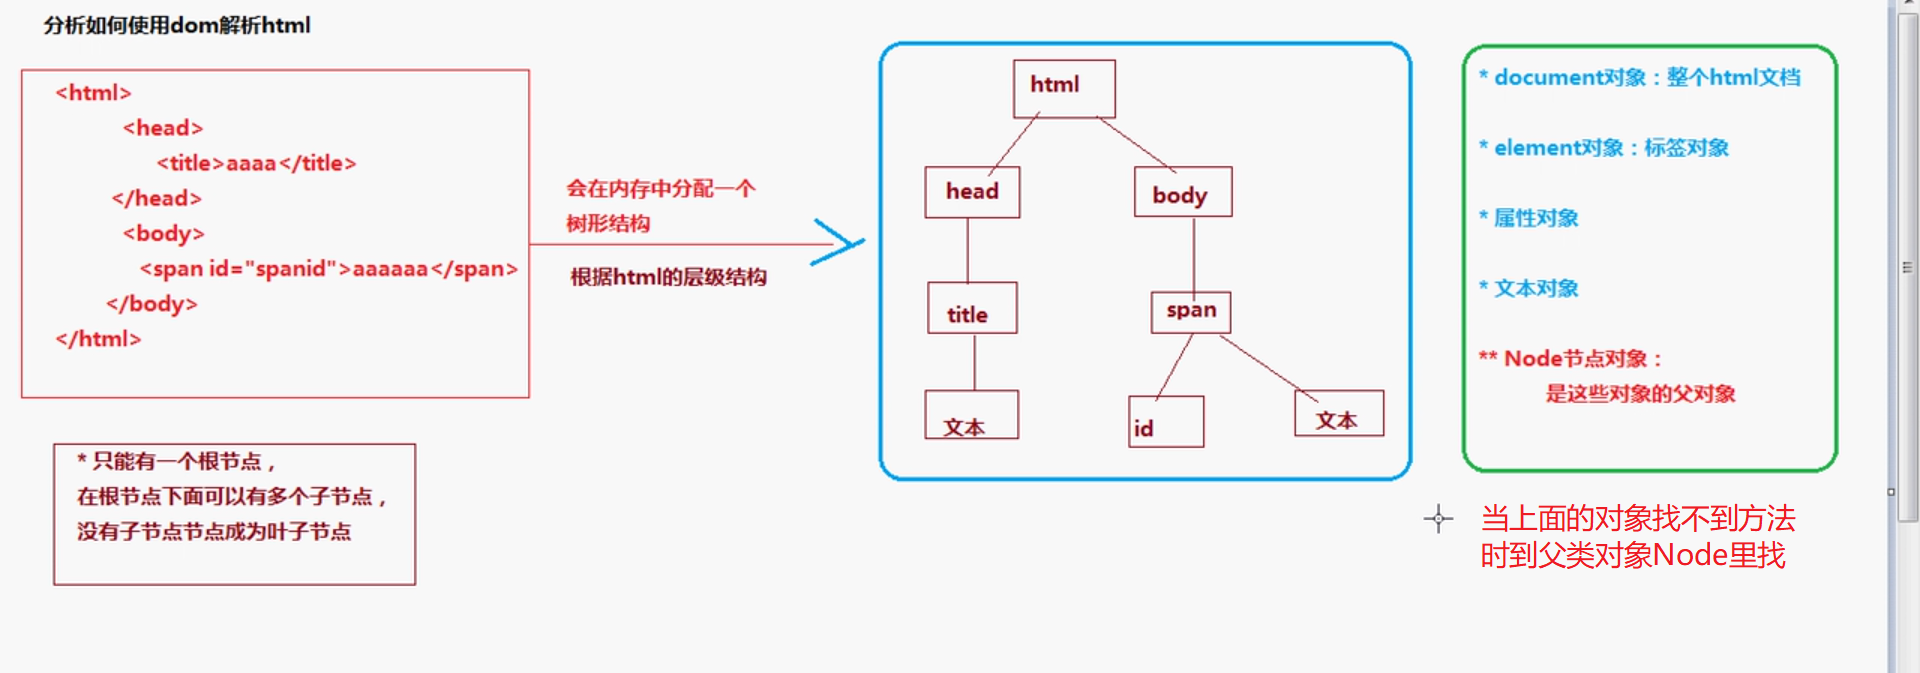 分析如何使用dom解析html
<html>
<head>
<title>aaaa</title>
</head>
<body>
<span id="spanid">aaaaaa</span>
</body>
</html>
* 只能有一个根节点，
在根节点下面可以有多个子节点，
没有子节点节点成为叶子节点
会在内存中分配一个
树形结构
根据html的层级结构
html
head
body
title
span
文本
id
文本
* document对象：整个html文档
* element对象：标签对象
* 属性对象
* 文本对象
** Node节点对象：
是这些对象的父对象
当上面的对象找不到方法
时到父类对象Node里找